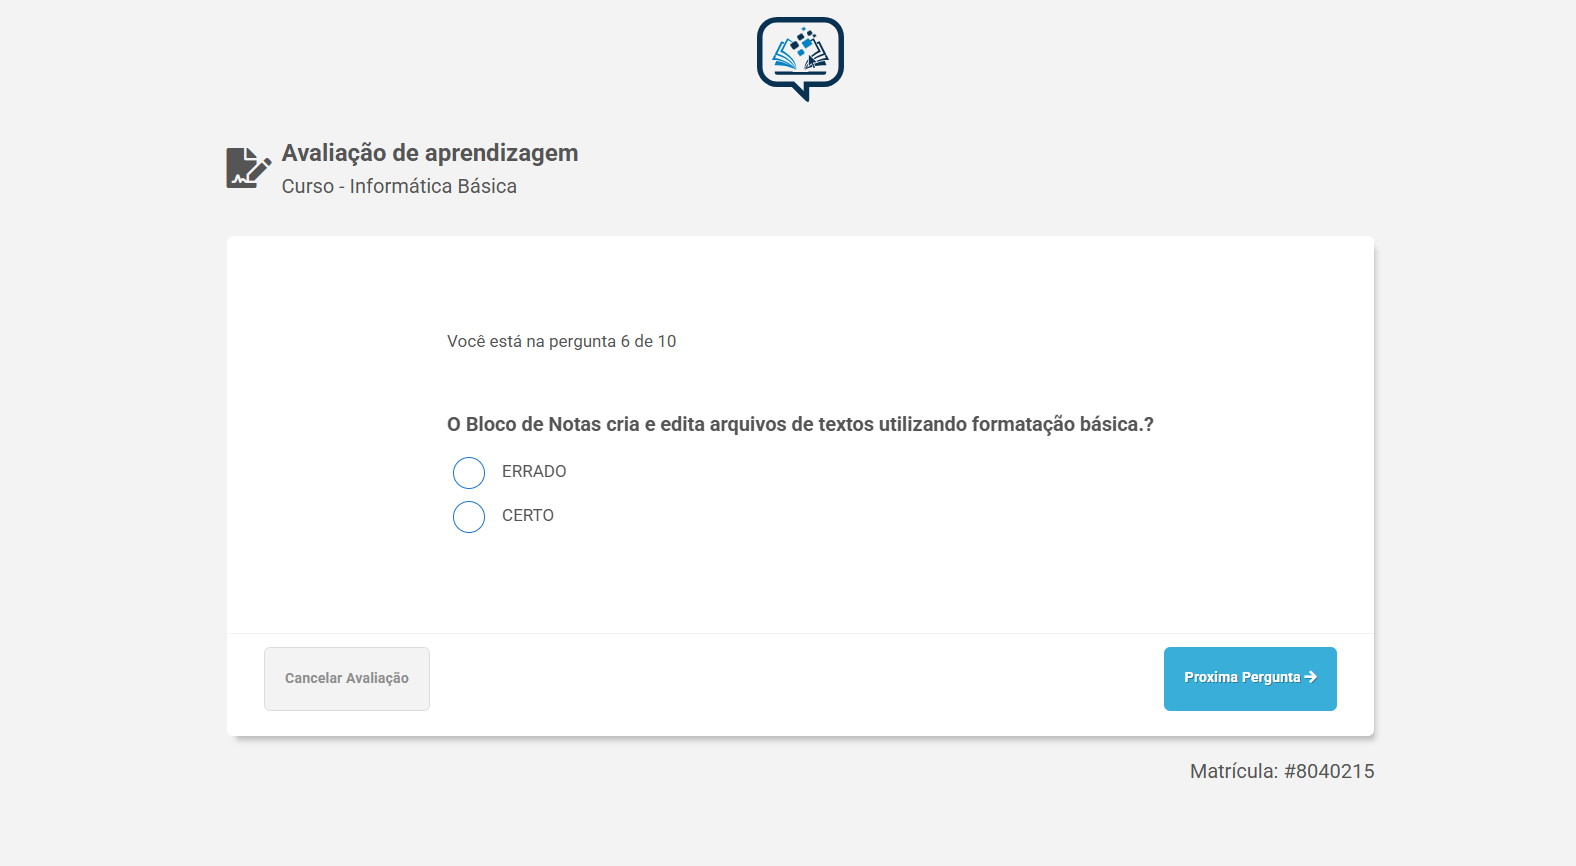 Avaliação de aprendizagem
Curso - Informática Básica
Você está na pergunta 6 de 10
O Bloco de Notas cria e edita arquivos de textos utilizando formatação básica.?
ERRADO
CERTO
Cancelar Avaliação
Proxima Pergunta
Matrícula: #8040215